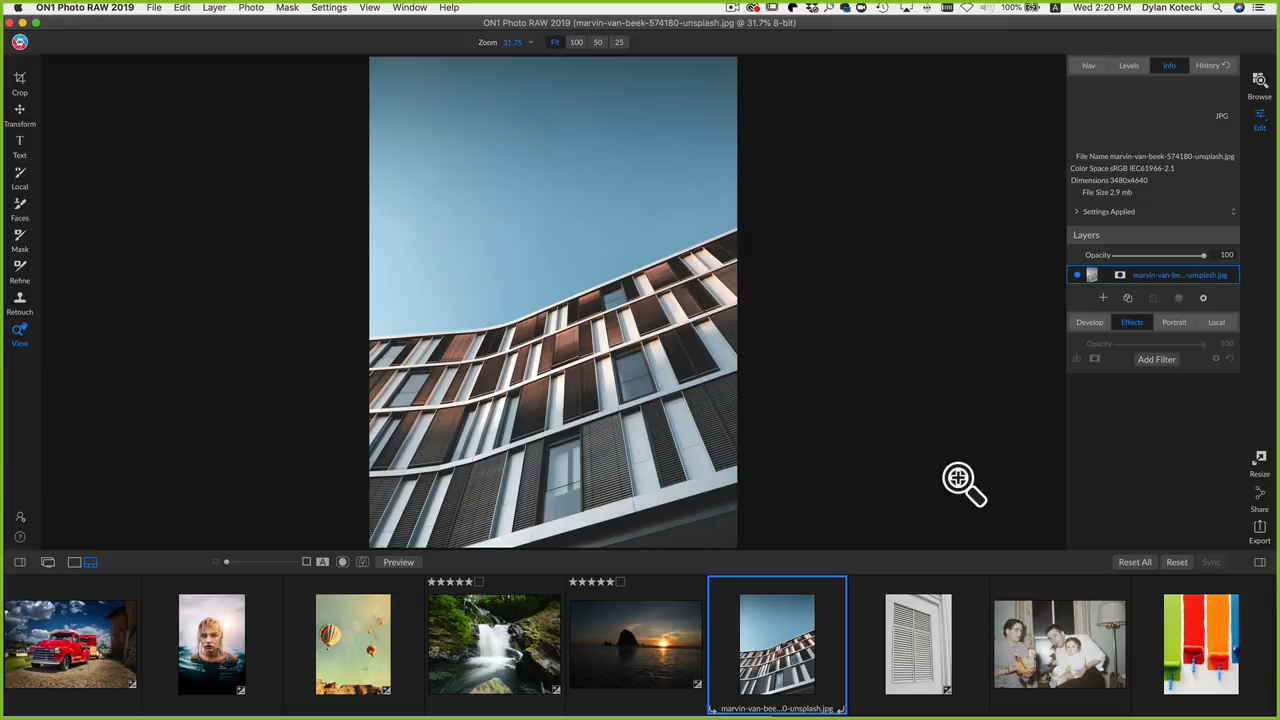 ON1 Photo RAW 2019 File Edit Layer Photo Mask Settings View Window Help 100% Wed 2:20 PM Dylan Kotecki
ON1 Photo RAW 2019 (marvin-van-beek-574180-unsplash.jpg @ 31.7% 8-bit)
Zoom 31.75 Fit 100 50 25
Nav Levels Info History
Crop
Transform
Text
Local
Faces
Mask
Refine
Retouch
View
JPG
File Name marvin-van-beek-574180-unsplash.jpg
Color Space sRGB IEC61966-2.1
Dimensions 3480x4640
File Size 2.9 mb
Settings Applied
Layers
Opacity 100
marvin-van-be...-unsplash.jpg
Develop Effects Portrait Local
Opacity 100
Add Filter
Browse
Edit
Resize
Share
Export
A Preview Reset All Reset Sync
marvin-van-bee...0-unsplash.jpg